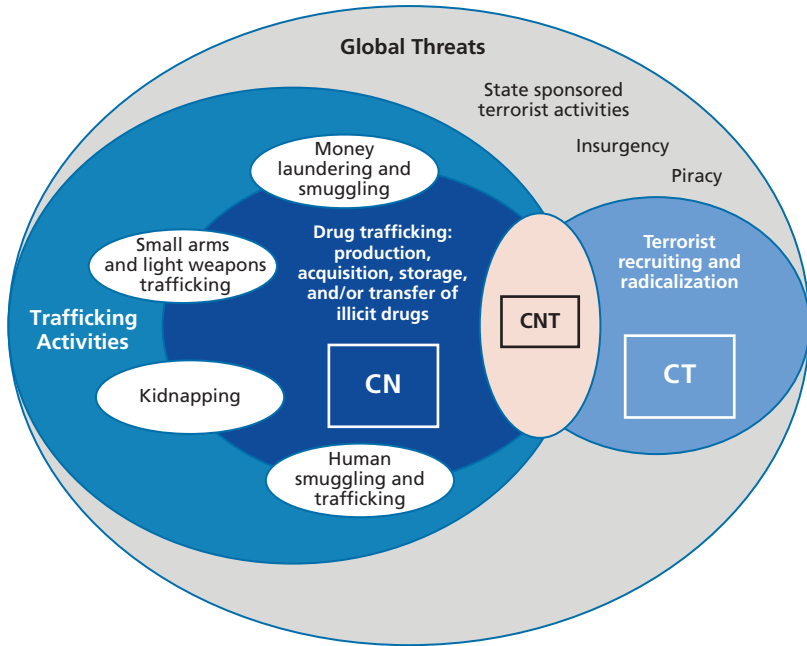 Global Threats
State sponsored
terrorist activities
Insurgency
Piracy
Money
laundering and
smuggling
Small arms
and light weapons
trafficking
Drug trafficking:
production,
acquisition, storage,
and/or transfer of
illicit drugs
Terrorist
recruiting and
radicalization
Trafficking
Activities
CNT
CN
CT
Kidnapping
Human
smuggling and
trafficking